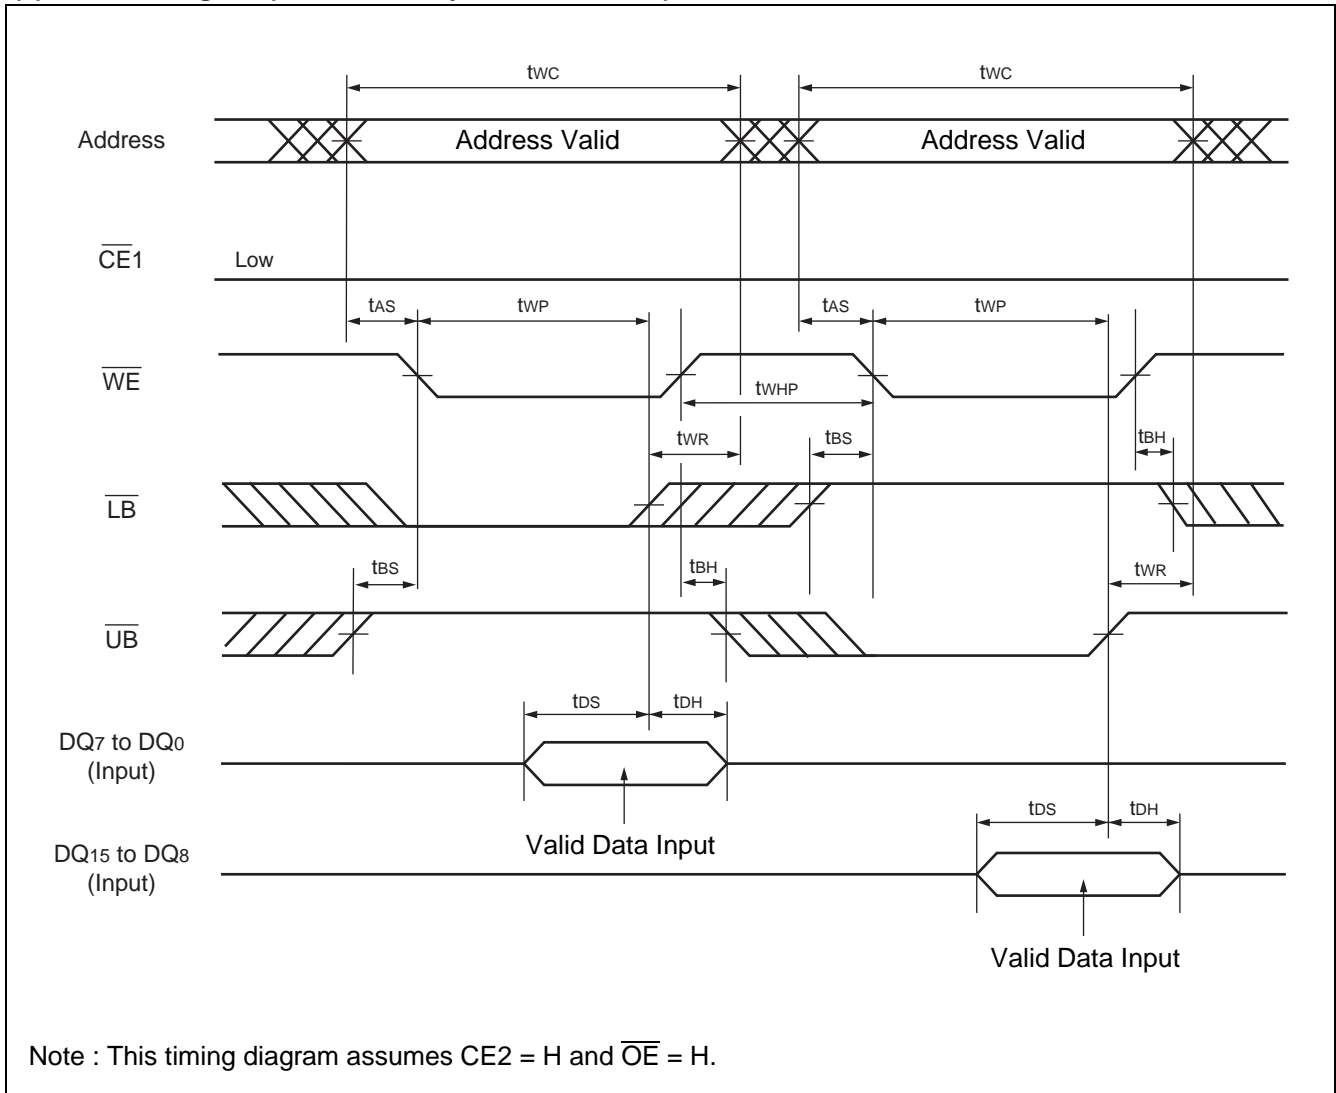 tWC tWC
Address Address Valid Address Valid
CE1 Low
tAS tWP tAS tWP
WE
tWHP
tWR tBS tBH
LB
tBS tBH tWR
UB
tDS tDH
DQ7 to DQ0
(Input)
Valid Data Input
tDS tDH
DQ15 to DQ8
(Input)
Valid Data Input
Note : This timing diagram assumes CE2 = H and OE = H.